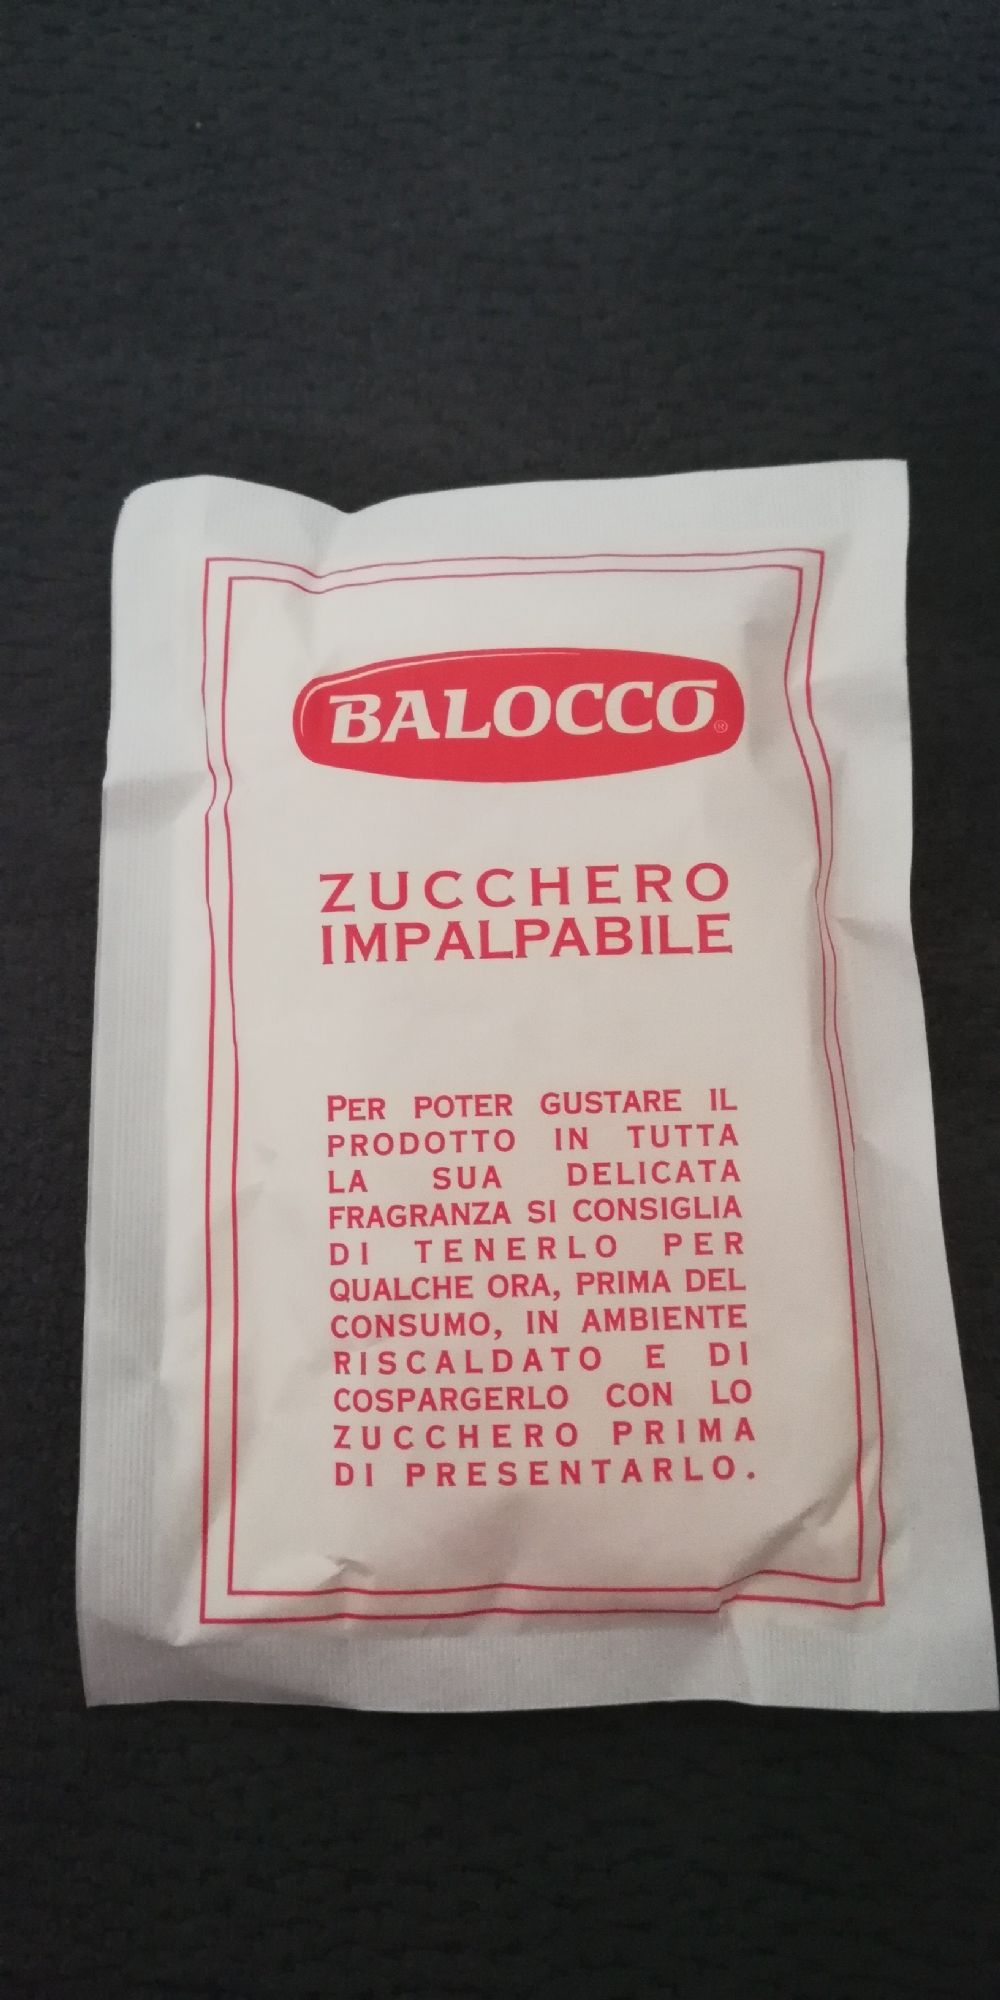 BALOCCO®
ZUCCHERO
IMPALPABILE
PER POTER GUSTARE IL
PRODOTTO IN TUTTA
LA SUA DELICATA
FRAGRANZA SI CONSIGLIA
DI TENERLO PER
QUALCHE ORA, PRIMA DEL
CONSUMO, IN AMBIENTE
RISCALDATO E DI
COSPARGERLO CON LO
ZUCCHERO PRIMA
DI PRESENTARLO.